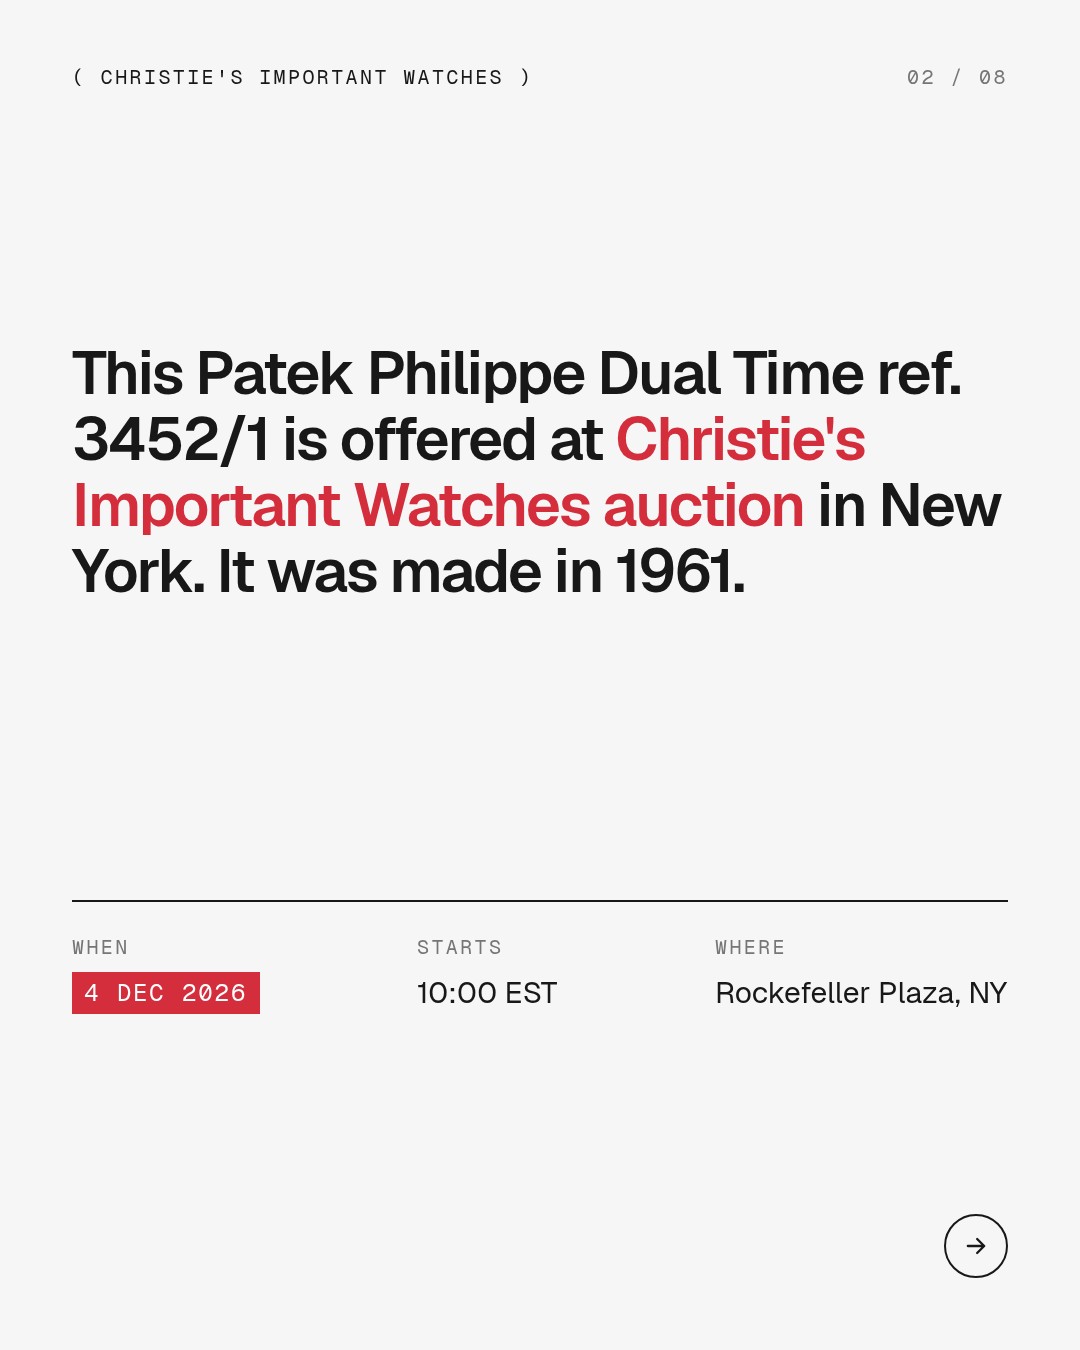 ( CHRISTIE'S IMPORTANT WATCHES )
02 / 08
This Patek Philippe Dual Time ref.
3452/1 is offered at Christie's
Important Watches auction in New
York. It was made in 1961.
WHEN
4 DEC 2026
STARTS
10:00 EST
WHERE
Rockefeller Plaza, NY